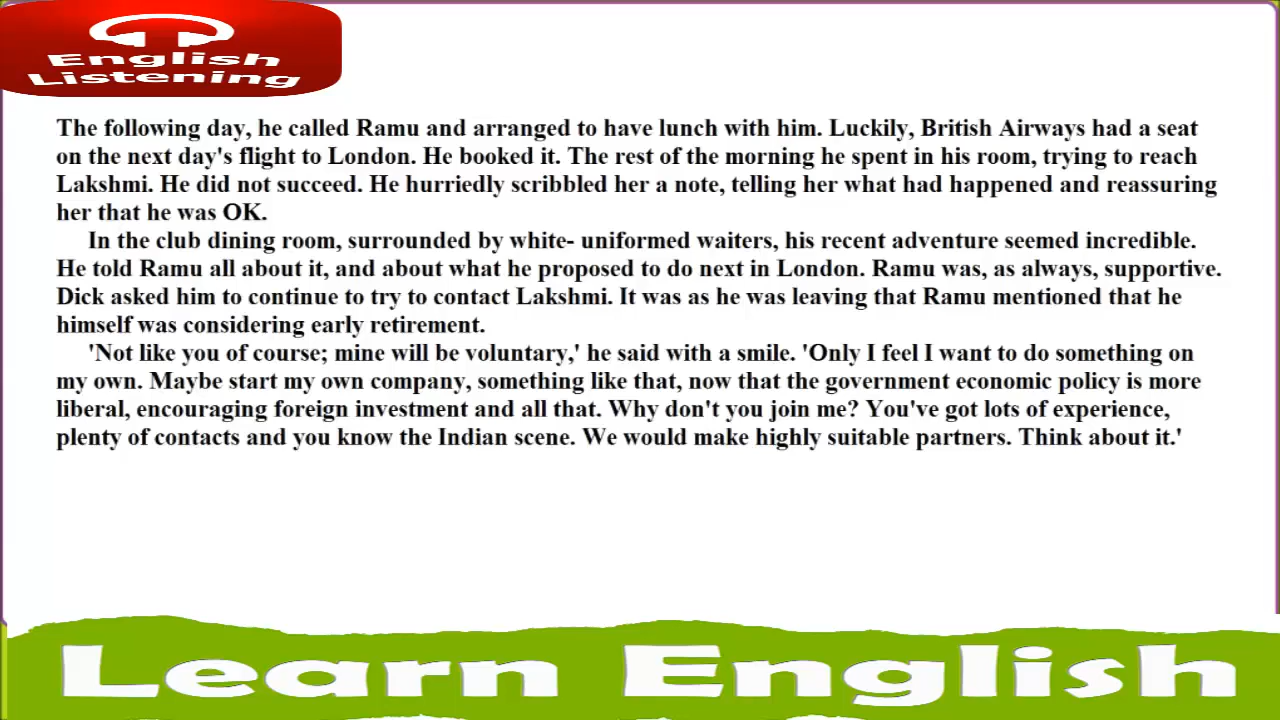 English
Listening
The following day, he called Ramu and arranged to have lunch with him. Luckily, British Airways had a seat
on the next day's flight to London. He booked it. The rest of the morning he spent in his room, trying to reach
Lakshmi. He did not succeed. He hurriedly scribbled her a note, telling her what had happened and reassuring
her that he was OK.
In the club dining room, surrounded by white- uniformed waiters, his recent adventure seemed incredible.
He told Ramu all about it, and about what he proposed to do next in London. Ramu was, as always, supportive.
Dick asked him to continue to try to contact Lakshmi. It was as he was leaving that Ramu mentioned that he
himself was considering early retirement.
'Not like you of course; mine will be voluntary,' he said with a smile. 'Only I feel I want to do something on
my own. Maybe start my own company, something like that, now that the government economic policy is more
liberal, encouraging foreign investment and all that. Why don't you join me? You've got lots of experience,
plenty of contacts and you know the Indian scene. We would make highly suitable partners. Think about it.'
Learn English